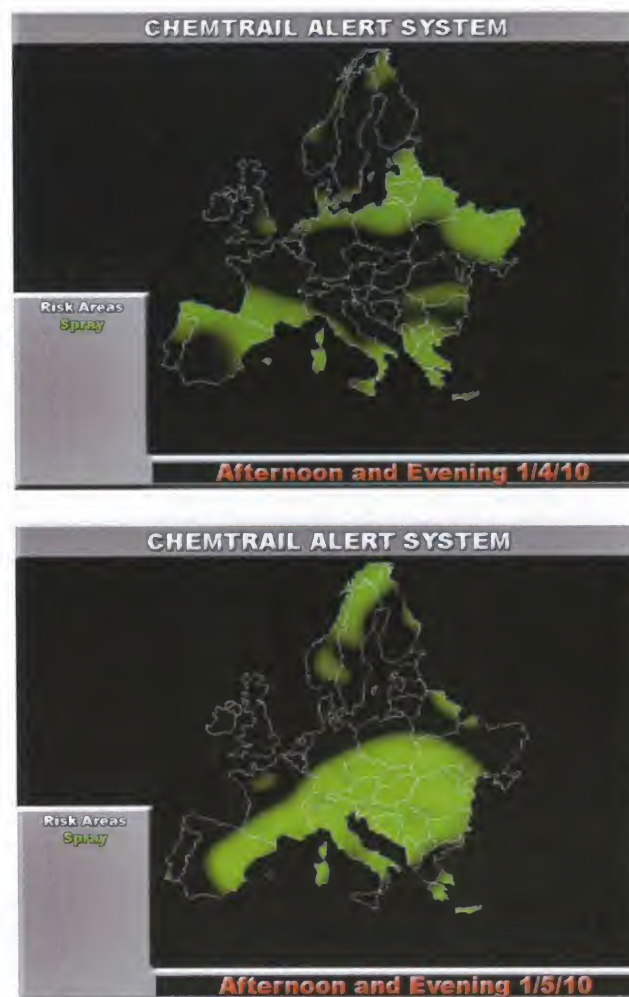 CHEMTRAIL ALERT SYSTEM
Risk Areas
Spray
Afternoon and Evening 1/4/10
CHEMTRAIL ALERT SYSTEM
Risk Areas
Spray
Afternoon and Evening 1/5/10